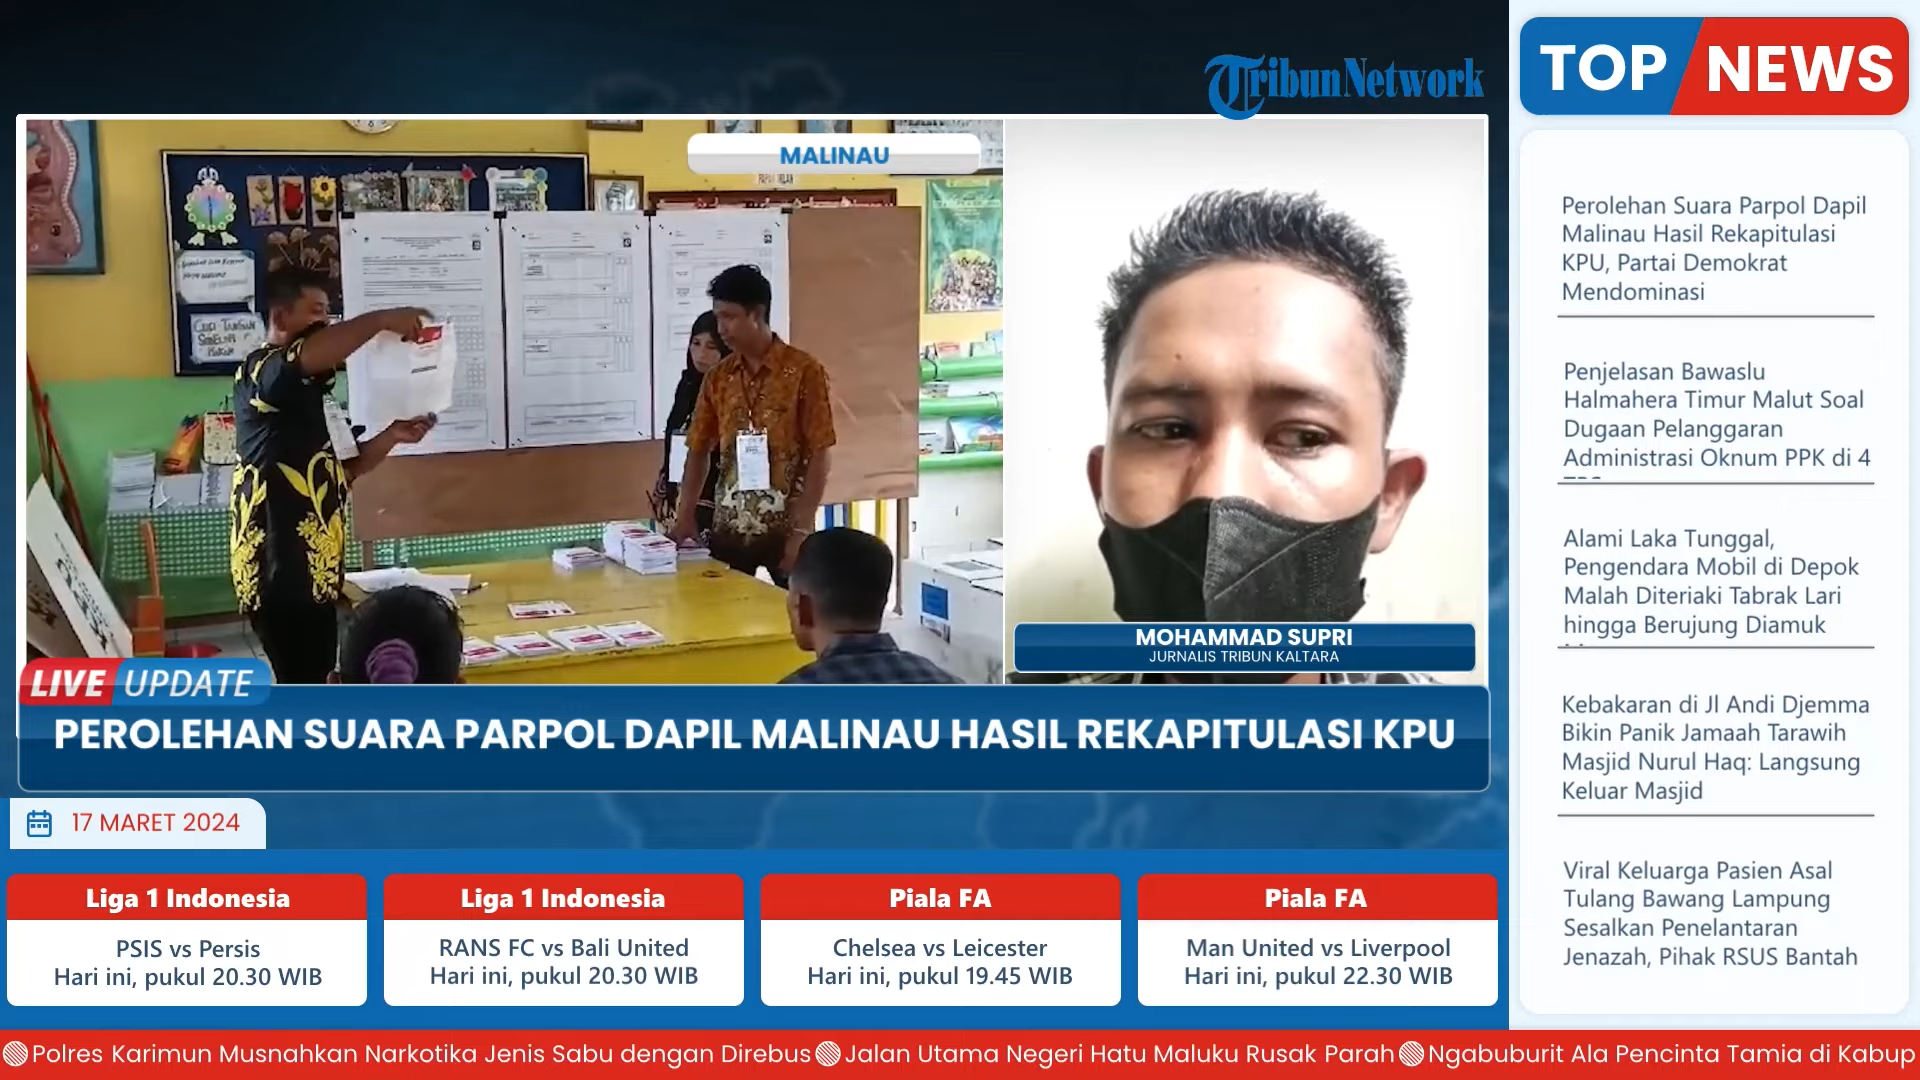 TribunNetwork
TOP NEWS
MALINAU
CUCI TANGAN
SEBELUM
MAKAN
MOHAMMAD SUPRI
JURNALIS TRIBUN KALTARA
LIVE UPDATE
PEROLEHAN SUARA PARPOL DAPIL MALINAU HASIL REKAPITULASI KPU
17 MARET 2024
Perolehan Suara Parpol Dapil
Malinau Hasil Rekapitulasi
KPU, Partai Demokrat
Mendominasi
Penjelasan Bawaslu
Halmahera Timur Malut Soal
Dugaan Pelanggaran
Administrasi Oknum PPK di 4
Alami Laka Tunggal,
Pengendara Mobil di Depok
Malah Diteriaki Tabrak Lari
hingga Berujung Diamuk
Kebakaran di Jl Andi Djemma
Bikin Panik Jamaah Tarawih
Masjid Nurul Haq: Langsung
Keluar Masjid
Viral Keluarga Pasien Asal
Tulang Bawang Lampung
Sesalkan Penelantaran
Jenazah, Pihak RSUS Bantah
Liga 1 Indonesia
PSIS vs Persis
Hari ini, pukul 20.30 WIB
Liga 1 Indonesia
RANS FC vs Bali United
Hari ini, pukul 20.30 WIB
Piala FA
Chelsea vs Leicester
Hari ini, pukul 19.45 WIB
Piala FA
Man United vs Liverpool
Hari ini, pukul 22.30 WIB
Polres Karimun Musnahkan Narkotika Jenis Sabu dengan Direbus Jalan Utama Negeri Hatu Maluku Rusak Parah Ngabuburit Ala Pencinta Tamia di Kabup